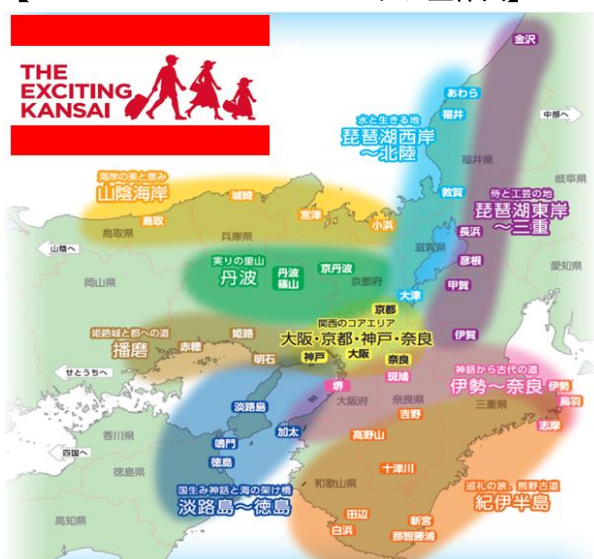 THE
EXCITING
KANSAI
金沢
あわら
福井
中部へ
水と生きる地
琵琶湖西岸
～北陸
福井県
岐阜県
海岸の美と恵み
山陰海岸
城崎
敦賀
侍と工芸の地
琵琶湖東岸
～三重
鳥取
宮津
小浜
鳥取県
兵庫県
長浜
滋賀県
山陰へ
彦根
愛知県
実りの里山
丹波
丹波
篠山
京丹波
京都府
岡山県
甲賀
大津
京都
関西のコアエリア
大阪・京都・神戸・奈良
姫路城と都への道
播磨
姫路
赤穂
明石
神戸
大阪
奈良
伊賀
せとうちへ
斑鳩
神話から古代の道
伊勢～奈良
伊勢
鳥羽
志摩
堺
大阪府
奈良県
三重県
淡路島
吉野
加太
高野山
香川県
鳴門
四国へ
徳島
徳島県
十津川
和歌山県
国生み神話と海の架け橋
淡路島～徳島
巡礼の旅、熊野古道
紀伊半島
高知県
田辺
白浜
新宮
那智勝浦